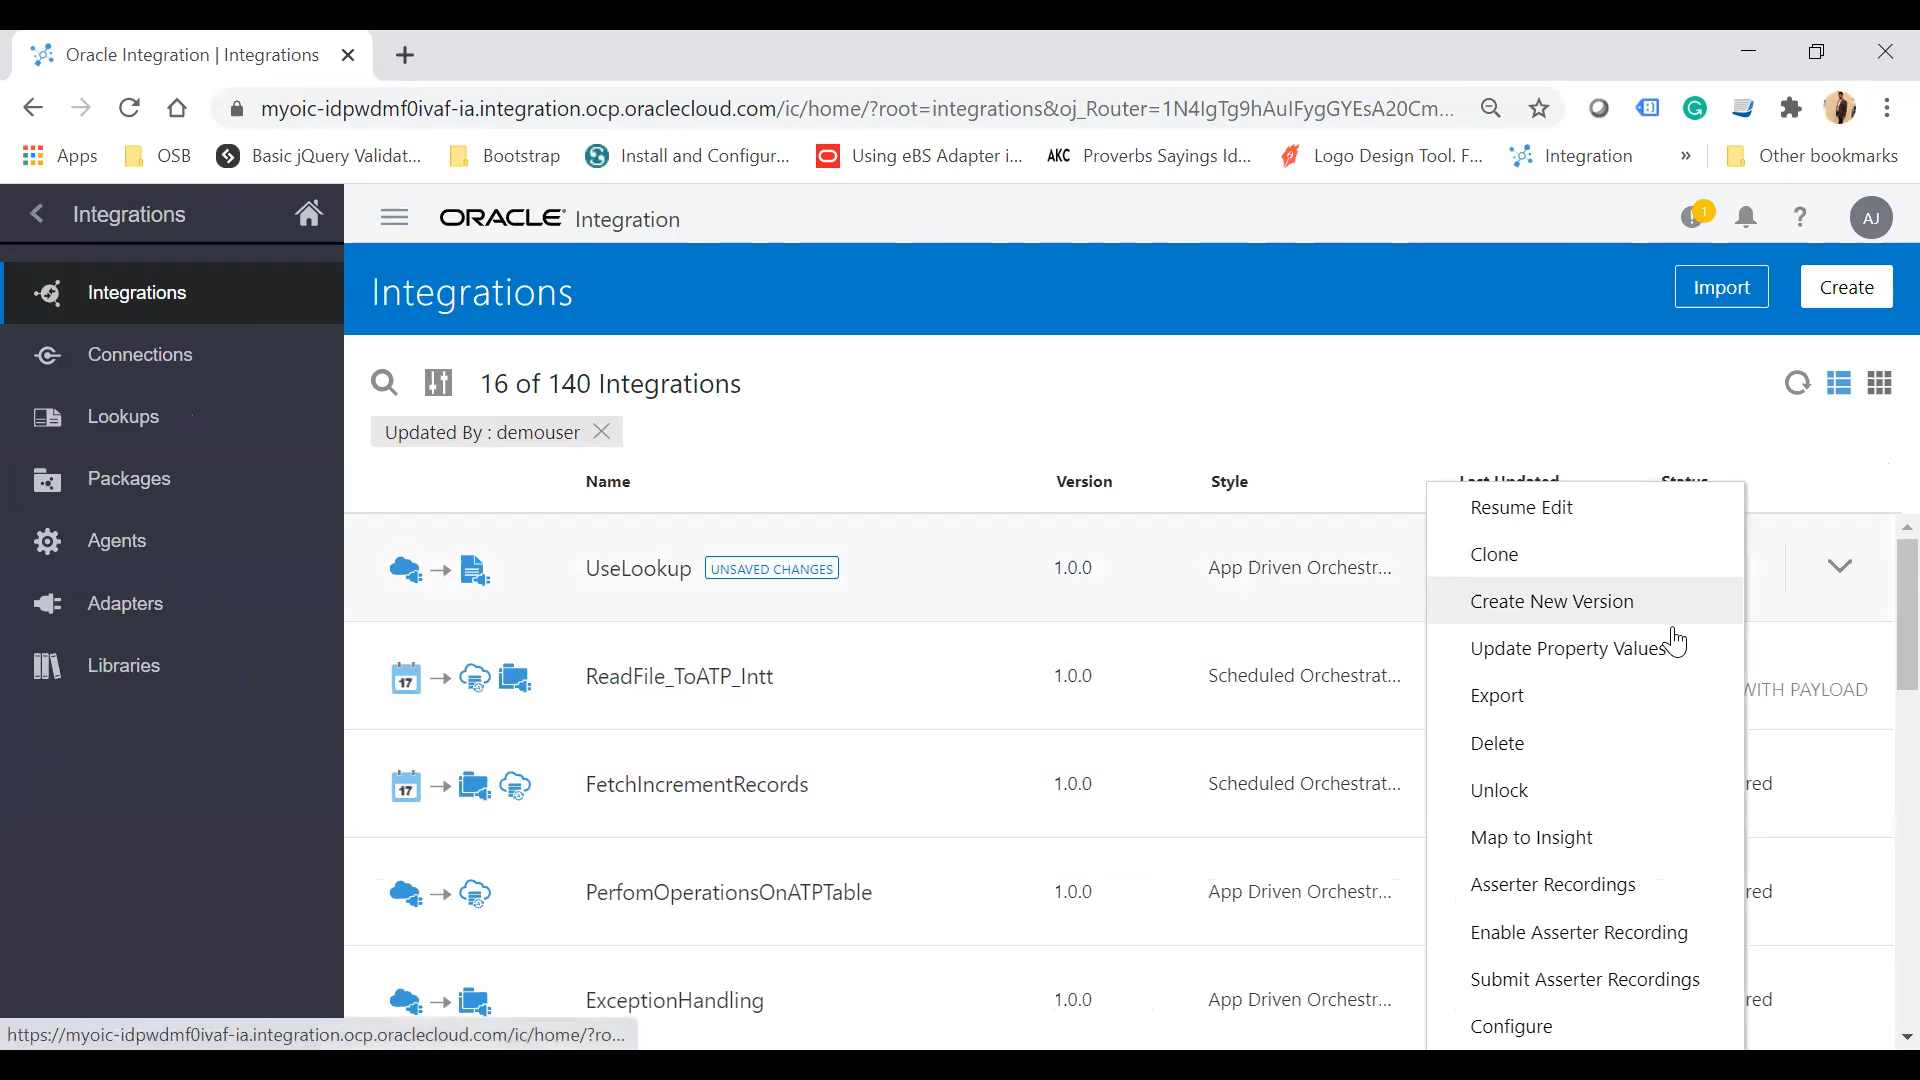 Oracle Integration | Integrations
myoic-idpwdmf0ivaf-ia.integration.ocp.oraclecloud.com/ic/home/?root=integrations&oj_Router=1N4IgTg9hAuIFygGYEsA20Cm...
Apps OSB Basic jQuery Validat... Bootstrap Install and Configur... Using eBS Adapter i... AKC Proverbs Sayings Id... Logo Design Tool. F... Integration » Other bookmarks
Integrations
ORACLE Integration
1
?
AJ
Integrations
Connections
Lookups
Packages
Agents
Adapters
Libraries
Integrations
Import
Create
16 of 140 Integrations
Updated By : demouser
Name Version Style
UseLookup UNSAVED CHANGES 1.0.0 App Driven Orchestr...
17 ReadFile_ToATP_Intt 1.0.0 Scheduled Orchestrat...
WITH PAYLOAD
17 FetchIncrementRecords 1.0.0 Scheduled Orchestrat... red
PerfomOperationsOnATPTable 1.0.0 App Driven Orchestr... red
ExceptionHandling 1.0.0 App Driven Orchestr... red
Resume Edit
Clone
Create New Version
Update Property Values
Export
Delete
Unlock
Map to Insight
Asserter Recordings
Enable Asserter Recording
Submit Asserter Recordings
Configure
https://myoic-idpwdmf0ivaf-ia.integration.ocp.oraclecloud.com/ic/home/?ro...